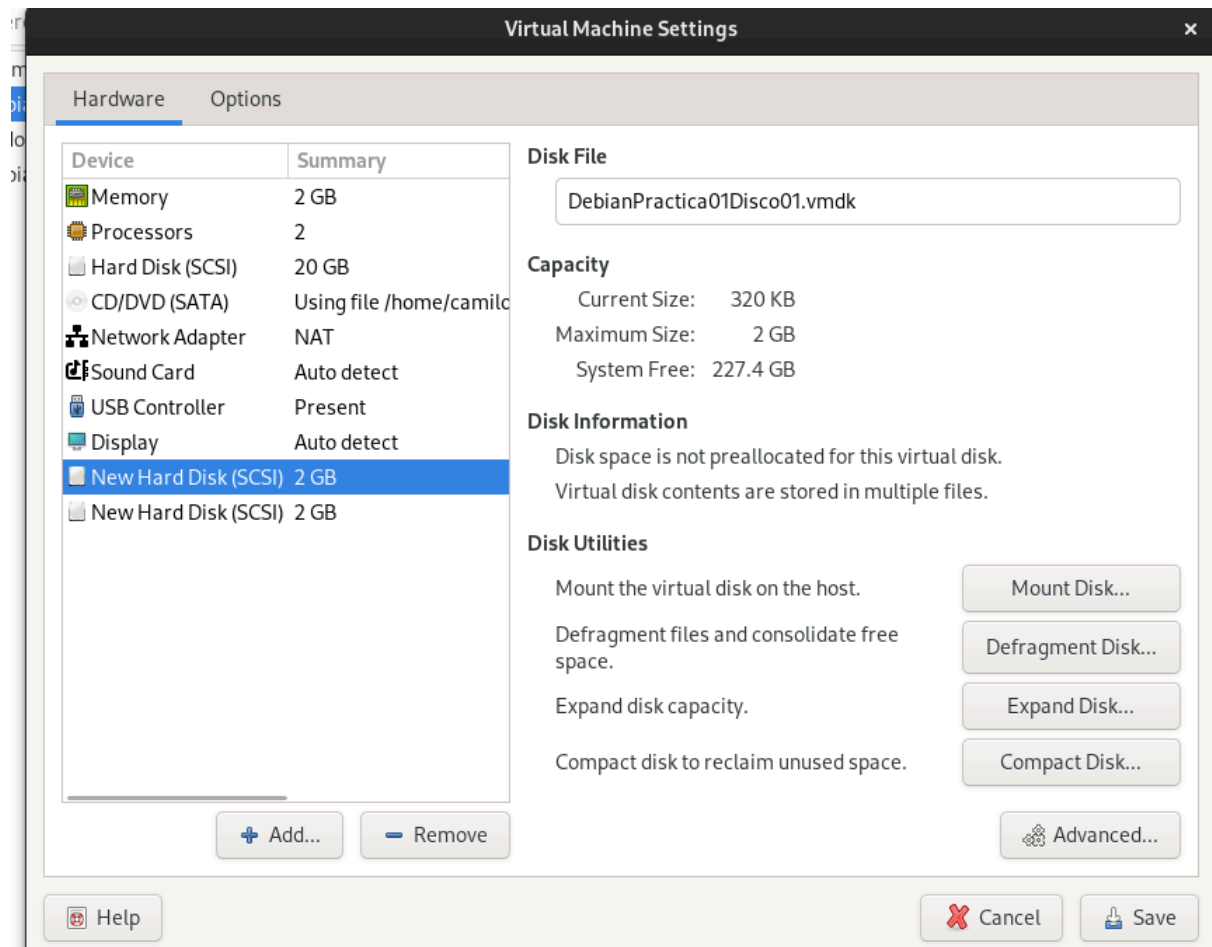 Virtual Machine Settings
Hardware Options
Device Summary
Memory 2 GB
Processors 2
Hard Disk (SCSI) 20 GB
CD/DVD (SATA) Using file /home/camilo
Network Adapter NAT
Sound Card Auto detect
USB Controller Present
Display Auto detect
New Hard Disk (SCSI) 2 GB
New Hard Disk (SCSI) 2 GB
Add... Remove
Disk File
DebianPractica01Disco01.vmdk
Capacity
Current Size: 320 KB
Maximum Size: 2 GB
System Free: 227.4 GB
Disk Information
Disk space is not preallocated for this virtual disk.
Virtual disk contents are stored in multiple files.
Disk Utilities
Mount the virtual disk on the host. Mount Disk...
Defragment files and consolidate free
space.
Defragment Disk...
Expand disk capacity. Expand Disk...
Compact disk to reclaim unused space. Compact Disk...
Advanced...
Help Cancel Save